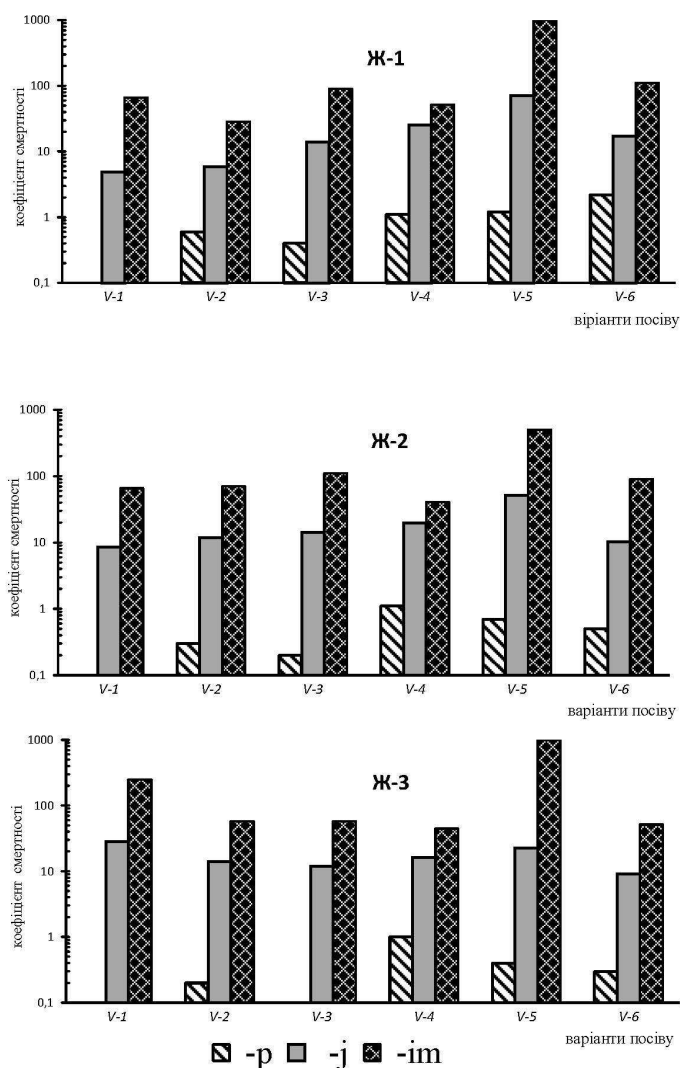 Ж-1
коефіцієнт смертності
1000
100
10
1
0,1
V-1 V-2 V-3 V-4 V-5 V-6
віріанти посіву
Ж-2
коефіцієнт смертності
1000
100
10
1
0,1
V-1 V-2 V-3 V-4 V-5 V-6
варіанти посіву
Ж-3
коефіцієнт смертності
1000
100
10
1
0,1
V-1 V-2 V-3 V-4 V-5 V-6
варіанти посіву
-p -j -im